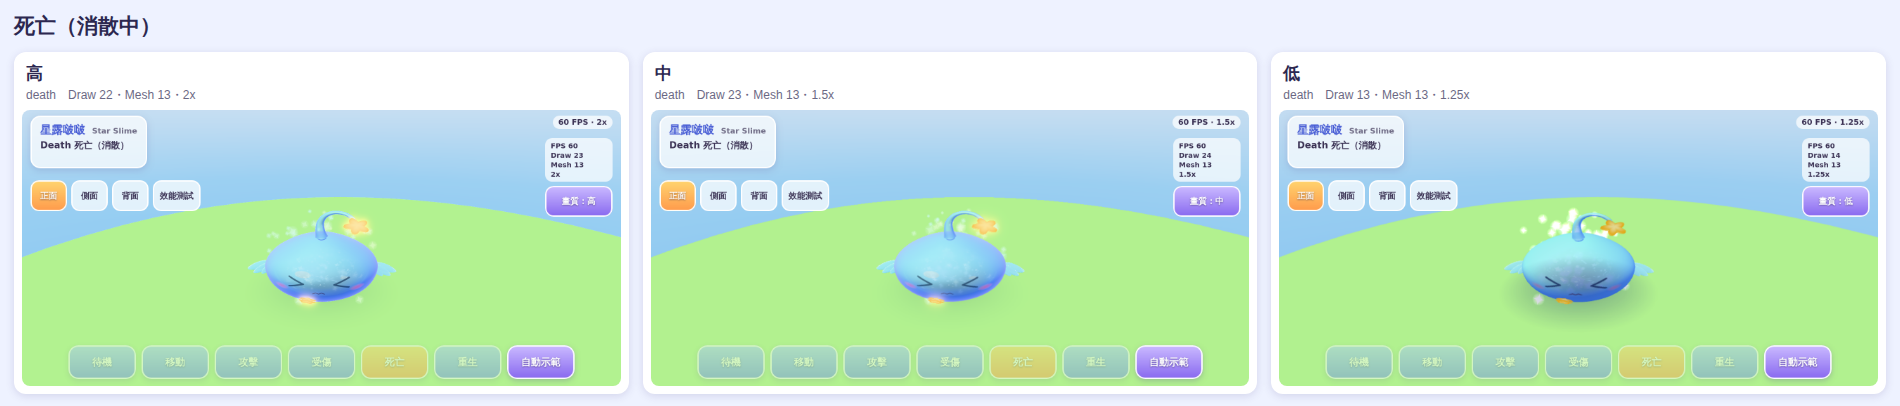 死亡（消散中）
高
death Draw 22・Mesh 13・2x
星露啵啵 Star Slime
Death 死亡（消散）
60 FPS · 2x
FPS 60
Draw 23
Mesh 13
2x
正面 側面 背面 效能測試
畫質：高
待機 移動 攻擊 受傷 死亡 重生 自動示範
中
death Draw 23・Mesh 13・1.5x
星露啵啵 Star Slime
Death 死亡（消散）
60 FPS · 1.5x
FPS 60
Draw 24
Mesh 13
1.5x
正面 側面 背面 效能測試
畫質：中
待機 移動 攻擊 受傷 死亡 重生 自動示範
低
death Draw 13・Mesh 13・1.25x
星露啵啵 Star Slime
Death 死亡（消散）
60 FPS · 1.25x
FPS 60
Draw 14
Mesh 13
1.25x
正面 側面 背面 效能測試
畫質：低
待機 移動 攻擊 受傷 死亡 重生 自動示範